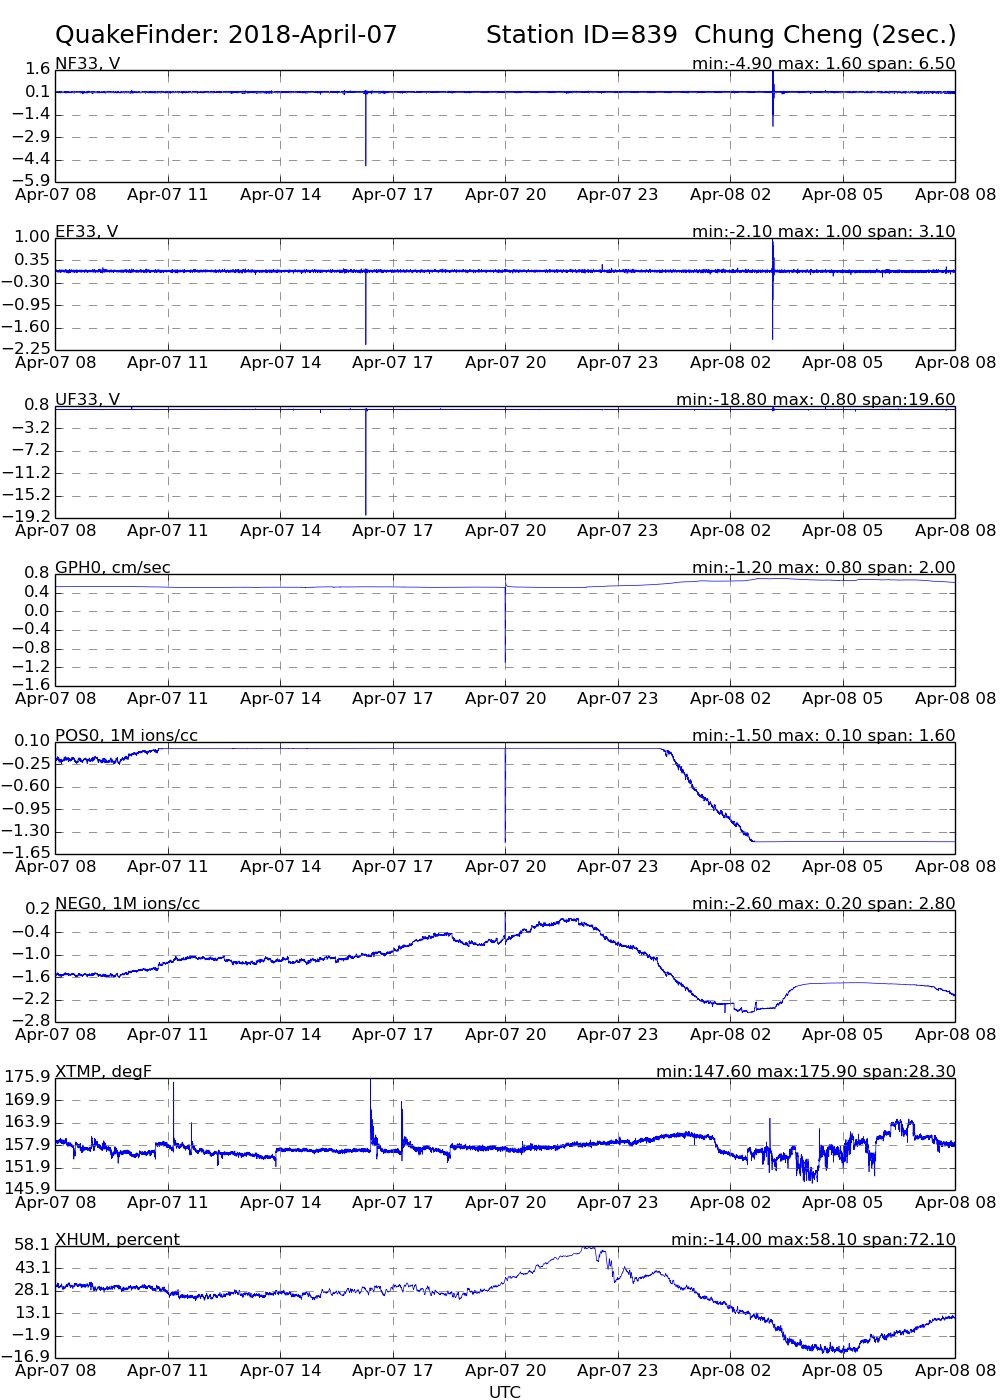 QuakeFinder: 2018-April-07 Station ID=839 Chung Cheng (2sec.)
NF33, V min:-4.90 max: 1.60 span: 6.50
1.6
0.1
−1.4
−2.9
−4.4
−5.9
Apr-07 08 Apr-07 11 Apr-07 14 Apr-07 17 Apr-07 20 Apr-07 23 Apr-08 02 Apr-08 05 Apr-08 08
EF33, V min:-2.10 max: 1.00 span: 3.10
1.00
0.35
−0.30
−0.95
−1.60
−2.25
Apr-07 08 Apr-07 11 Apr-07 14 Apr-07 17 Apr-07 20 Apr-07 23 Apr-08 02 Apr-08 05 Apr-08 08
UF33, V min:-18.80 max: 0.80 span:19.60
0.8
−3.2
−7.2
−11.2
−15.2
−19.2
Apr-07 08 Apr-07 11 Apr-07 14 Apr-07 17 Apr-07 20 Apr-07 23 Apr-08 02 Apr-08 05 Apr-08 08
GPH0, cm/sec min:-1.20 max: 0.80 span: 2.00
0.8
0.4
0.0
−0.4
−0.8
−1.2
−1.6
Apr-07 08 Apr-07 11 Apr-07 14 Apr-07 17 Apr-07 20 Apr-07 23 Apr-08 02 Apr-08 05 Apr-08 08
POS0, 1M ions/cc min:-1.50 max: 0.10 span: 1.60
0.10
−0.25
−0.60
−0.95
−1.30
−1.65
Apr-07 08 Apr-07 11 Apr-07 14 Apr-07 17 Apr-07 20 Apr-07 23 Apr-08 02 Apr-08 05 Apr-08 08
NEG0, 1M ions/cc min:-2.60 max: 0.20 span: 2.80
0.2
−0.4
−1.0
−1.6
−2.2
−2.8
Apr-07 08 Apr-07 11 Apr-07 14 Apr-07 17 Apr-07 20 Apr-07 23 Apr-08 02 Apr-08 05 Apr-08 08
XTMP, degF min:147.60 max:175.90 span:28.30
175.9
169.9
163.9
157.9
151.9
145.9
Apr-07 08 Apr-07 11 Apr-07 14 Apr-07 17 Apr-07 20 Apr-07 23 Apr-08 02 Apr-08 05 Apr-08 08
XHUM, percent min:-14.00 max:58.10 span:72.10
58.1
43.1
28.1
13.1
−1.9
−16.9
Apr-07 08 Apr-07 11 Apr-07 14 Apr-07 17 Apr-07 20 Apr-07 23 Apr-08 02 Apr-08 05 Apr-08 08
UTC